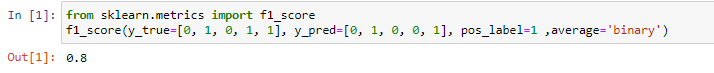 In [1]: from sklearn.metrics import f1_score
f1_score(y_true=[0, 1, 0, 1, 1], y_pred=[0, 1, 0, 0, 1], pos_label=1 ,average='binary')
Out[1]: 0.8